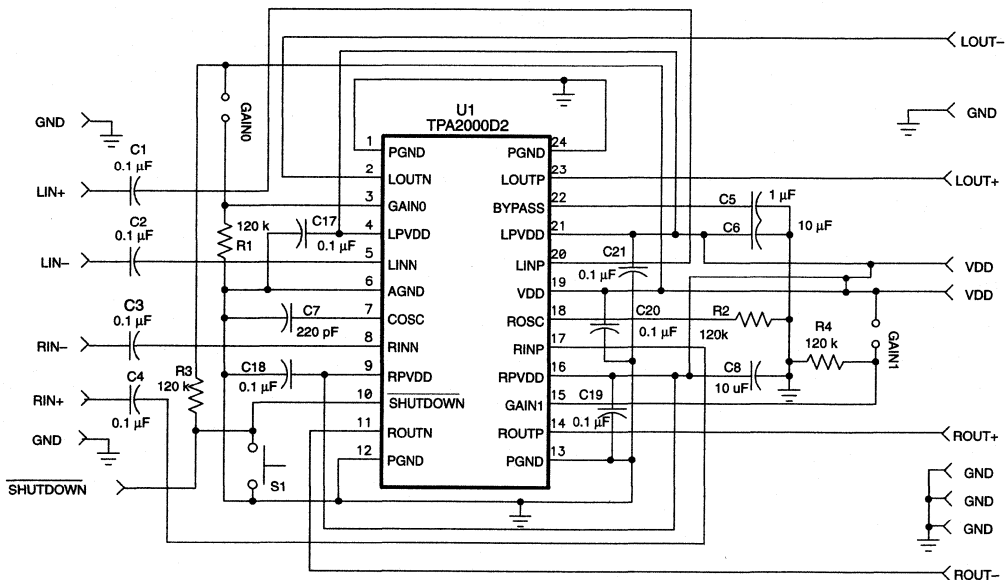 LOUT–
U1
TPA2000D2
GAIN0
GND
GND
C1
0.1 µF
LIN+
C2
0.1 µF
LIN–
C3
0.1 µF
RIN–
C4
0.1 µF
RIN+
GND
SHUTDOWN
R3
120 k
120 k
R1
C17
0.1 µF
C7
220 pF
C18
0.1 µF
S1
1 PGND
2 LOUTN
3 GAIN0
4 LPVDD
5 LINN
6 AGND
7 COSC
8 RINN
9 RPVDD
10 SHUTDOWN
11 ROUTN
12 PGND
PGND 24
LOUTP 23
BYPASS 22
LPVDD 21
LINP 20
VDD 19
ROSC 18
RINP 17
RPVDD 16
GAIN1 15
ROUTP 14
PGND 13
LOUT+
C5
1 µF
C6
10 µF
C21
0.1 µF
VDD
VDD
C20
0.1 µF
R2
120k
R4
120 k
GAIN1
C8
10 uF
C19
0.1 µF
ROUT+
GND
GND
GND
ROUT–